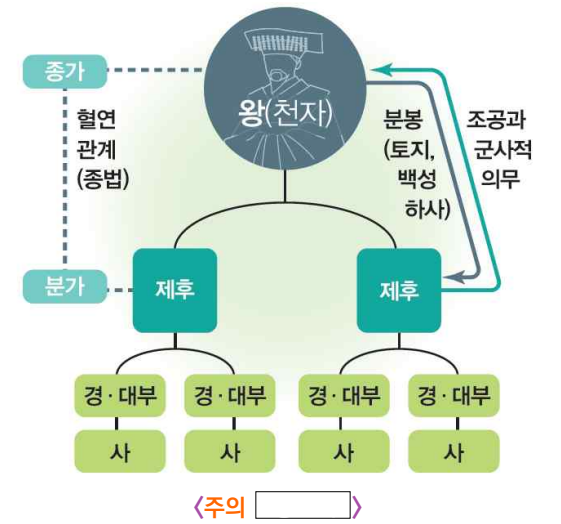 종가
왕(천자)
혈연
관계
(종법)
분봉
(토지,
백성
하사)
조공과
군사적
의무
분가
제후
제후
경·대부
경·대부
경·대부
경·대부
사
사
사
사
〈주의 〉